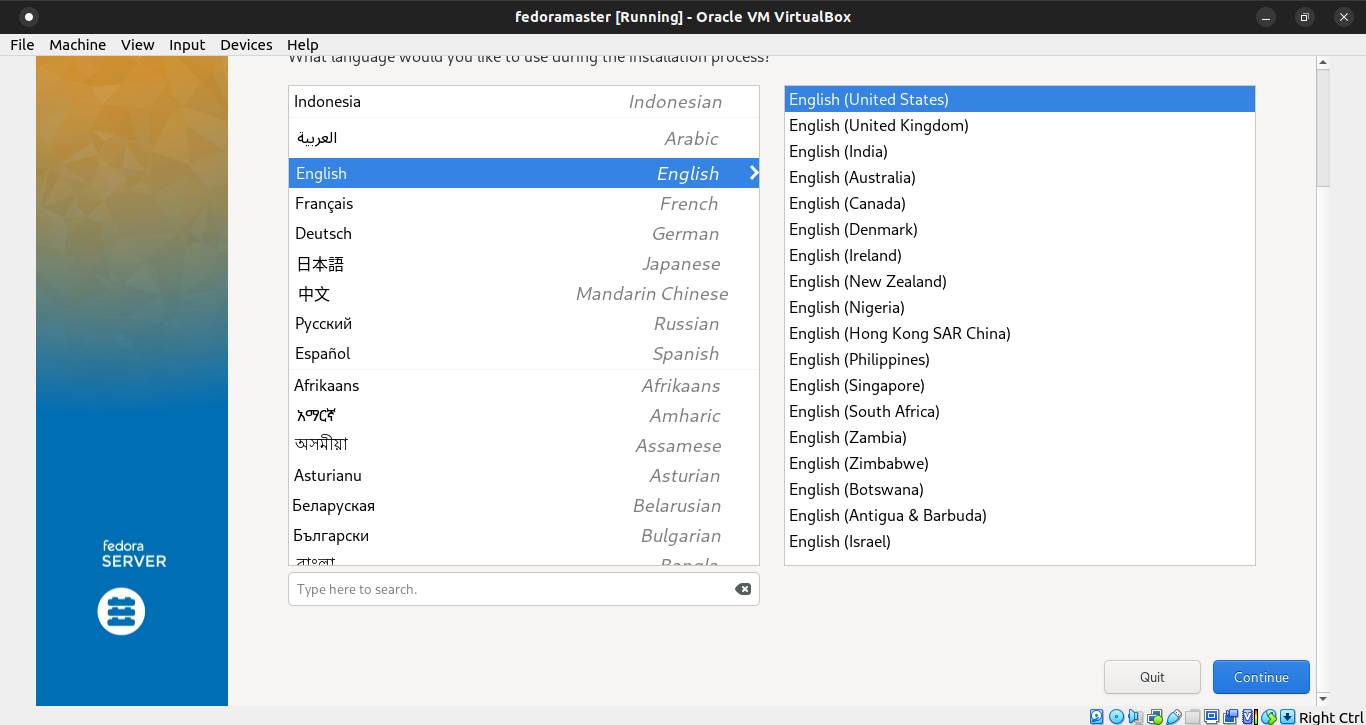 fedoramaster [Running] - Oracle VM VirtualBox
File Machine View Input Devices Help
What language would you like to use during the installation process?
Indonesia Indonesian
العربية Arabic
English English
Français French
Deutsch German
日本語 Japanese
中文 Mandarin Chinese
Русский Russian
Español Spanish
Afrikaans Afrikaans
አማርኛ Amharic
অসমীয়া Assamese
Asturianu Asturian
Беларуская Belarusian
Български Bulgarian
বাংলা Bangla
Type here to search.
English (United States)
English (United Kingdom)
English (India)
English (Australia)
English (Canada)
English (Denmark)
English (Ireland)
English (New Zealand)
English (Nigeria)
English (Hong Kong SAR China)
English (Philippines)
English (Singapore)
English (South Africa)
English (Zambia)
English (Zimbabwe)
English (Botswana)
English (Antigua & Barbuda)
English (Israel)
fedora
SERVER
Quit Continue
Right Ctrl